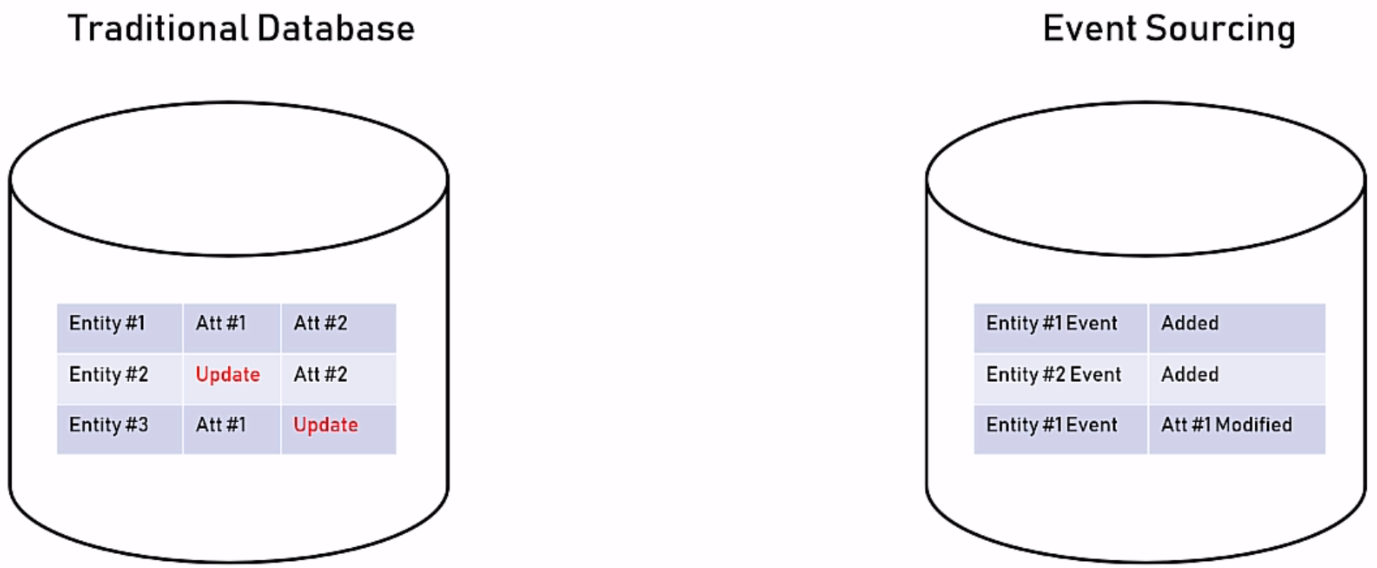 Traditional Database
Event Sourcing
Entity #1 Att #1 Att #2
Entity #2 Update Att #2
Entity #3 Att #1 Update
Entity #1 Event Added
Entity #2 Event Added
Entity #1 Event Att #1 Modified